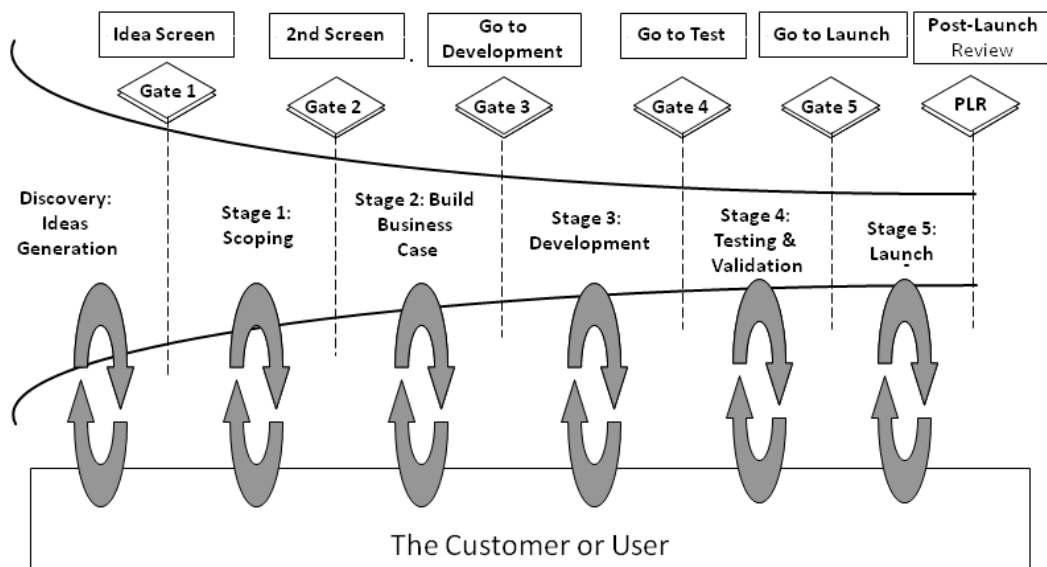 Idea Screen
2nd Screen
.
Go to
Development
Go to Test
Go to Launch
Post-Launch
Review
Gate 1
Gate 2
Gate 3
Gate 4
Gate 5
PLR
Discovery:
Ideas
Generation
Stage 1:
Scoping
Stage 2: Build
Business
Case
Stage 3:
Development
Stage 4:
Testing &
Validation
Stage 5:
Launch
The Customer or User